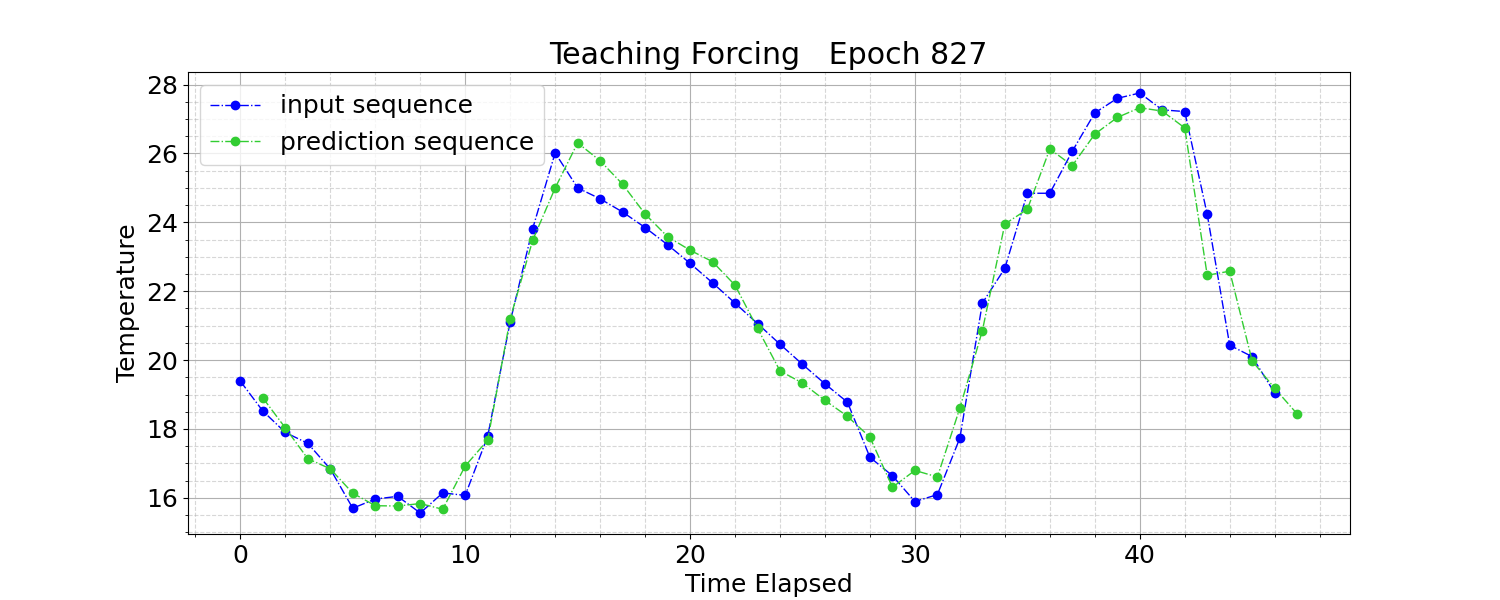 Teaching Forcing   Epoch 827
input sequence
prediction sequence
Temperature
28
26
24
22
20
18
16
0 10 20 30 40
Time Elapsed